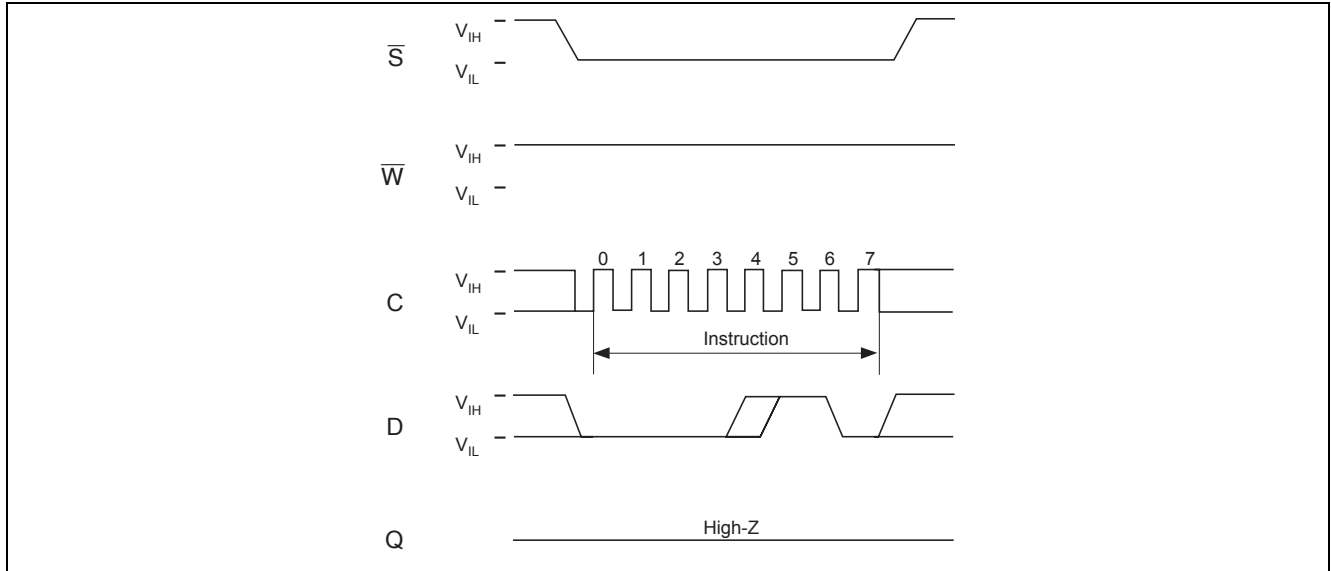 V_IH
S̅
V_IL
V_IH
W̅
V_IL
0 1 2 3 4 5 6 7
V_IH
C
V_IL
Instruction
V_IH
D
V_IL
High-Z
Q